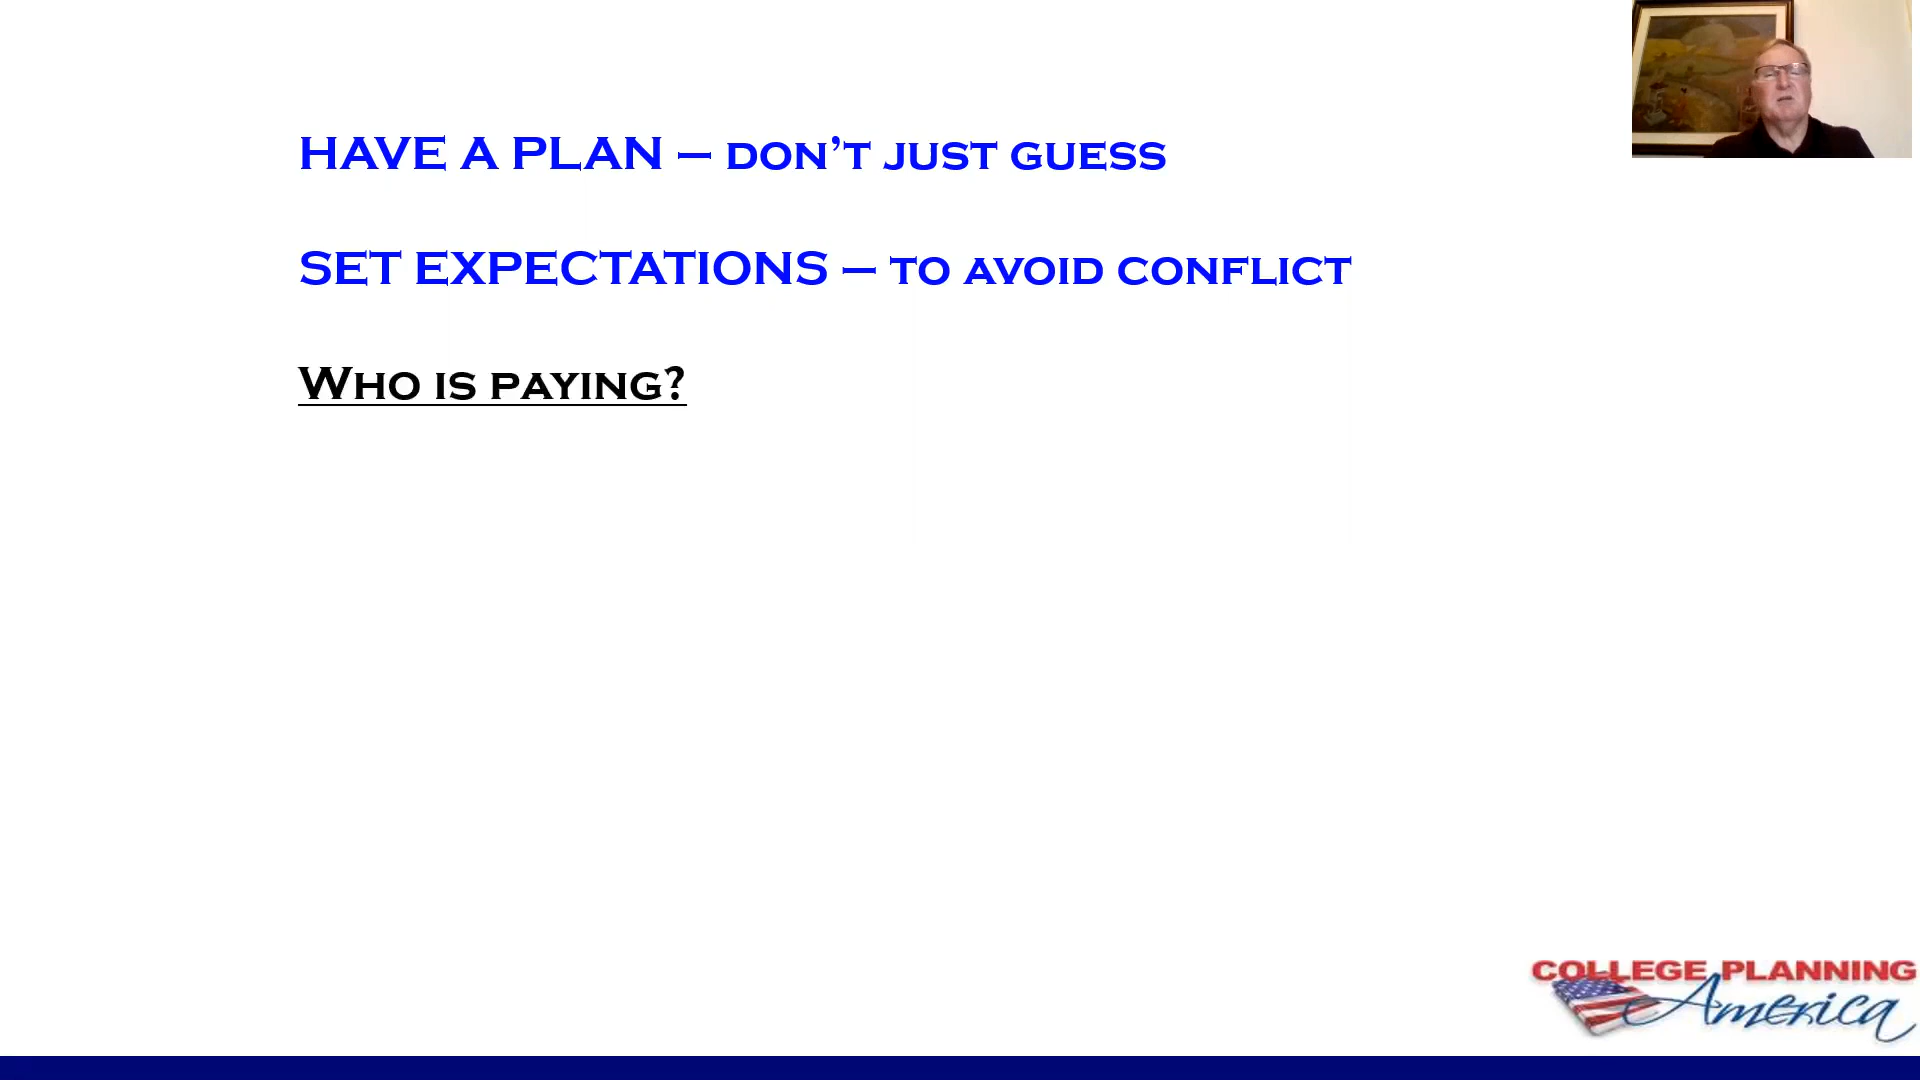 HAVE A PLAN – DON’T JUST GUESS
SET EXPECTATIONS – TO AVOID CONFLICT
WHO IS PAYING?
COLLEGE PLANNING
America